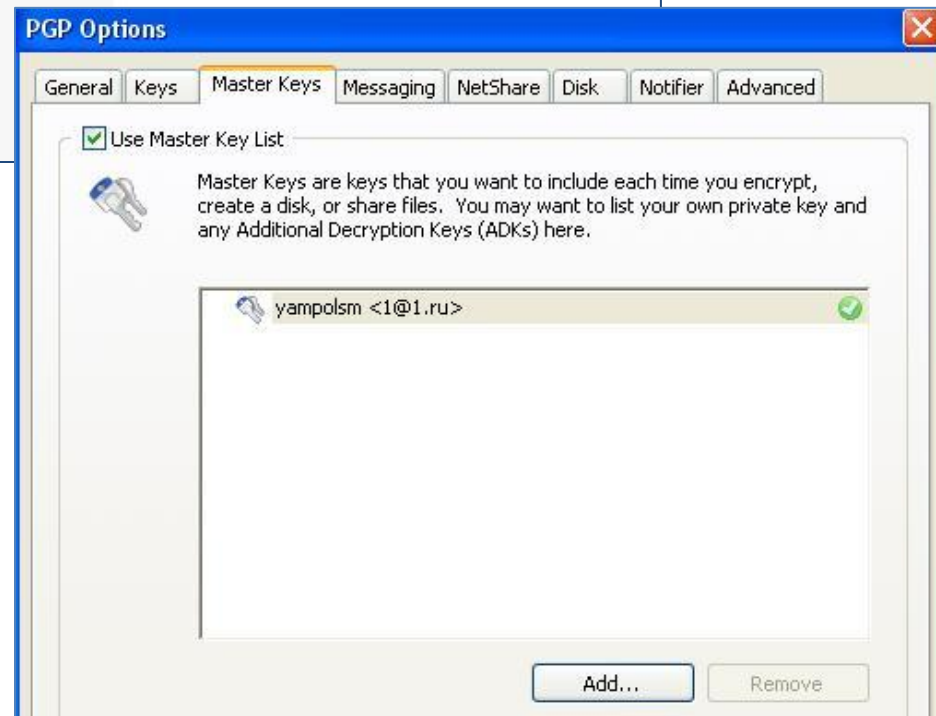 PGP Options
General Keys Master Keys Messaging NetShare Disk Notifier Advanced
Use Master Key List
Master Keys are keys that you want to include each time you encrypt,
create a disk, or share files. You may want to list your own private key and
any Additional Decryption Keys (ADKs) here.
yampolsm <1@1.ru>
Add... Remove